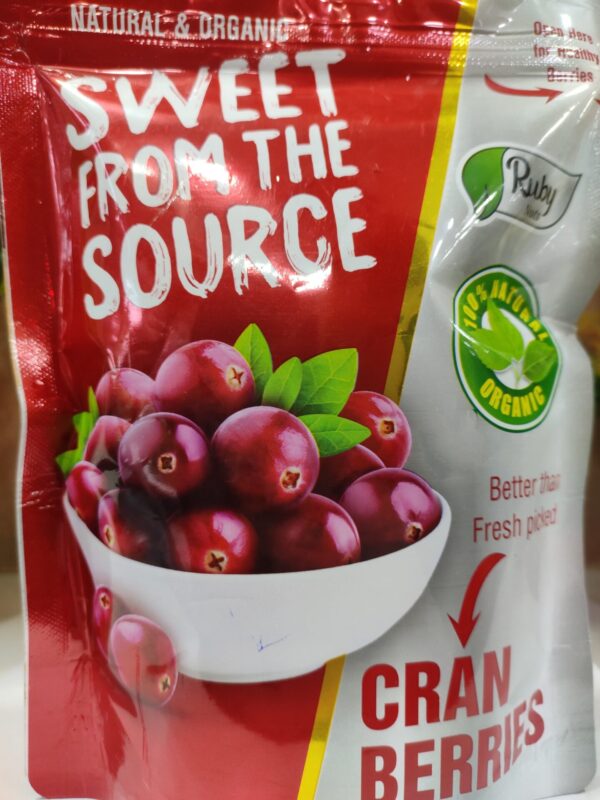 NATURAL & ORGANIC
SWEET
FROM THE
SOURCE
Open Here
for Healthy
Berries
Ruby
100% NATURAL
ORGANIC
Better than
Fresh picked
CRAN
BERRIES